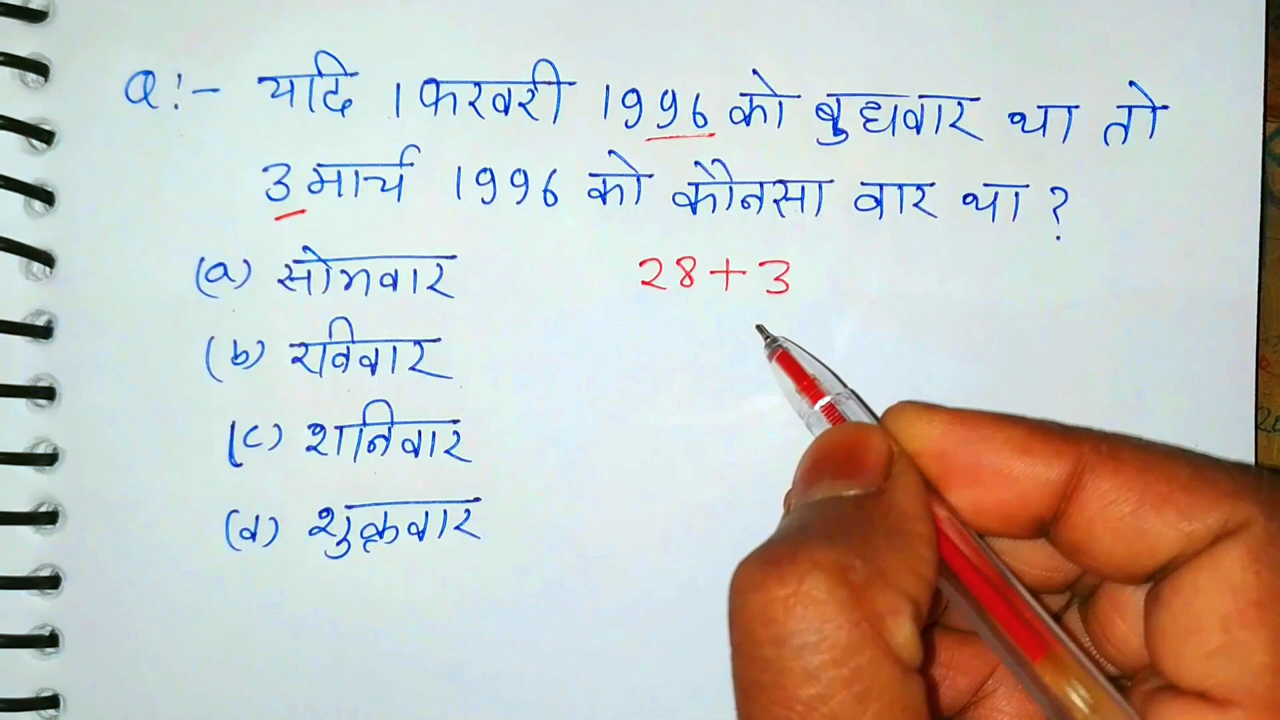 Q:- यदि 1 फरवरी 1996 को बुधवार था तो
3 मार्च 1996 को कौनसा वार था ?
(a) सोमवार
28+3
(b) रविवार
(c) शनिवार
(d) शुक्रवार